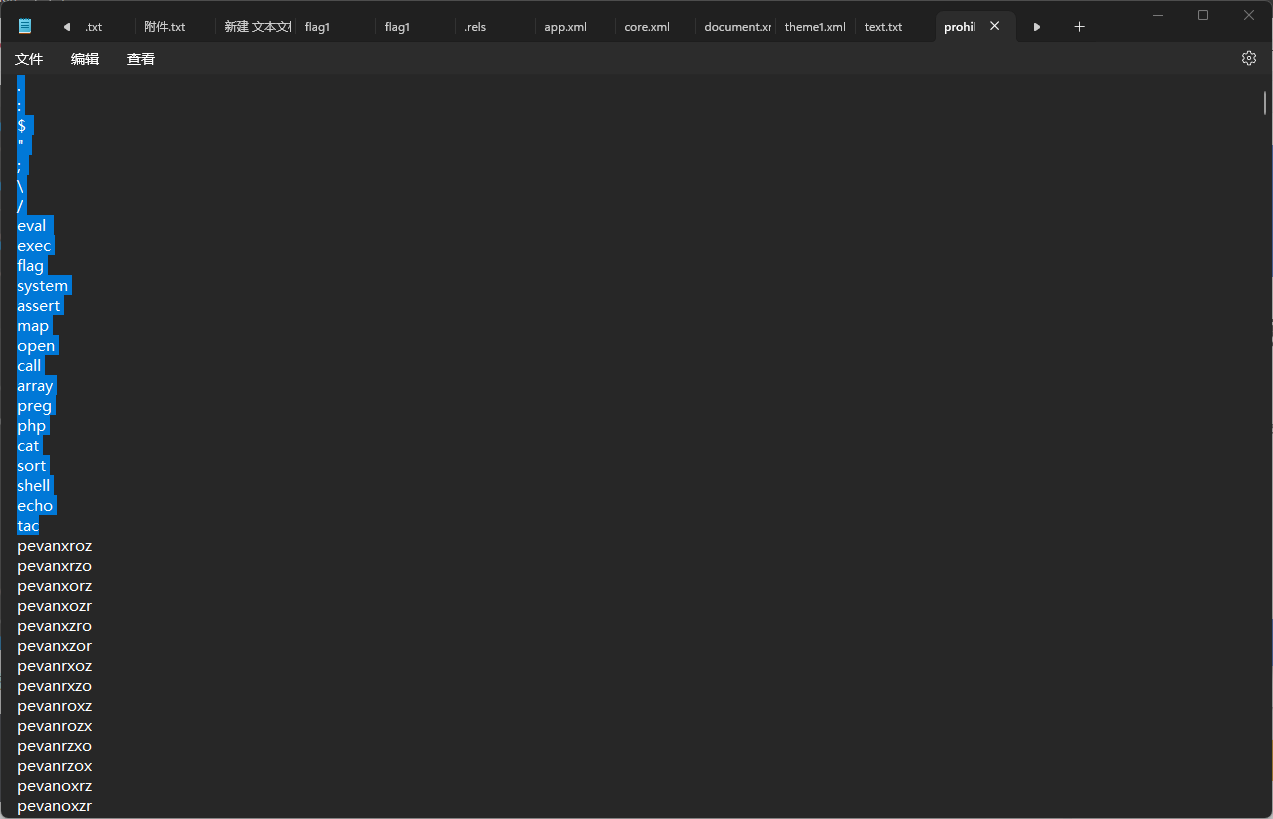 .txt 附件.txt 新建 文本文 flag1 flag1 .rels app.xml core.xml document.xr theme1.xml text.txt prohi
文件 编辑 查看
.
:
$
"
;
\
/
eval
exec
flag
system
assert
map
open
call
array
preg
php
cat
sort
shell
echo
tac
pevanxroz
pevanxrzo
pevanxorz
pevanxozr
pevanxzro
pevanxzor
pevanrxoz
pevanrxzo
pevanroxz
pevanrozx
pevanrzxo
pevanrzox
pevanoxrz
pevanoxzr